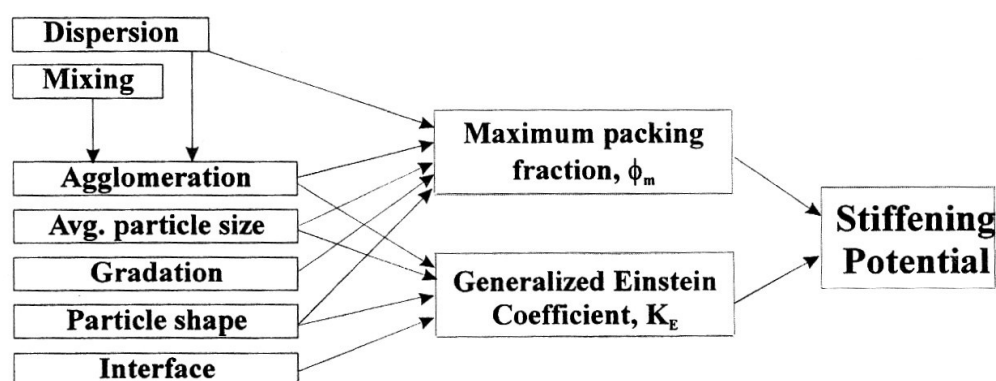 Dispersion
Mixing
Agglomeration
Avg. particle size
Gradation
Particle shape
Interface
Maximum packing
fraction, ϕₘ
Generalized Einstein
Coefficient, K_E
Stiffening
Potential